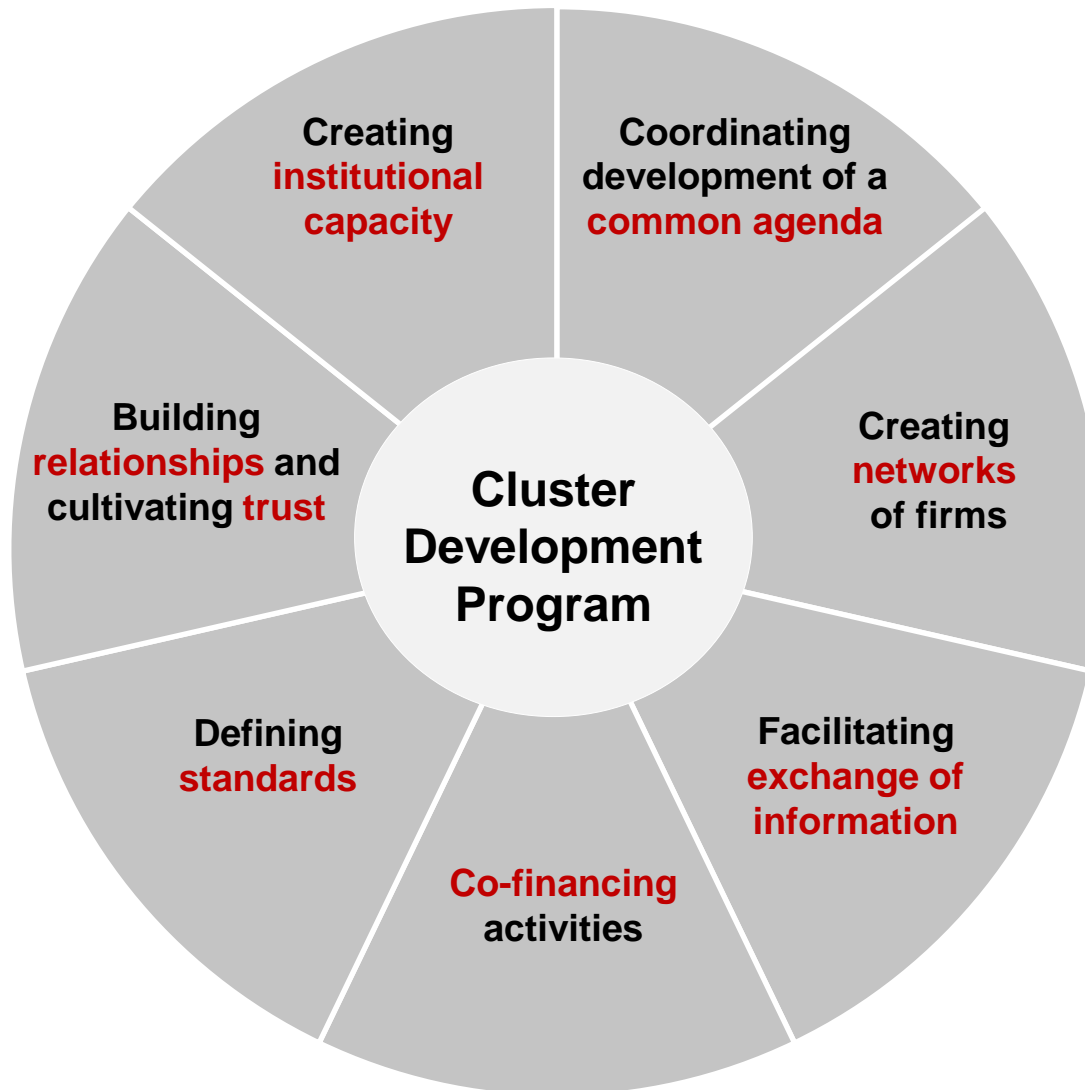 Creating
institutional
capacity
Coordinating
development of a
common agenda
Building
relationships and
cultivating trust
Cluster
Development
Program
Creating
networks
of firms
Defining
standards
Facilitating
exchange of
information
Co-financing
activities